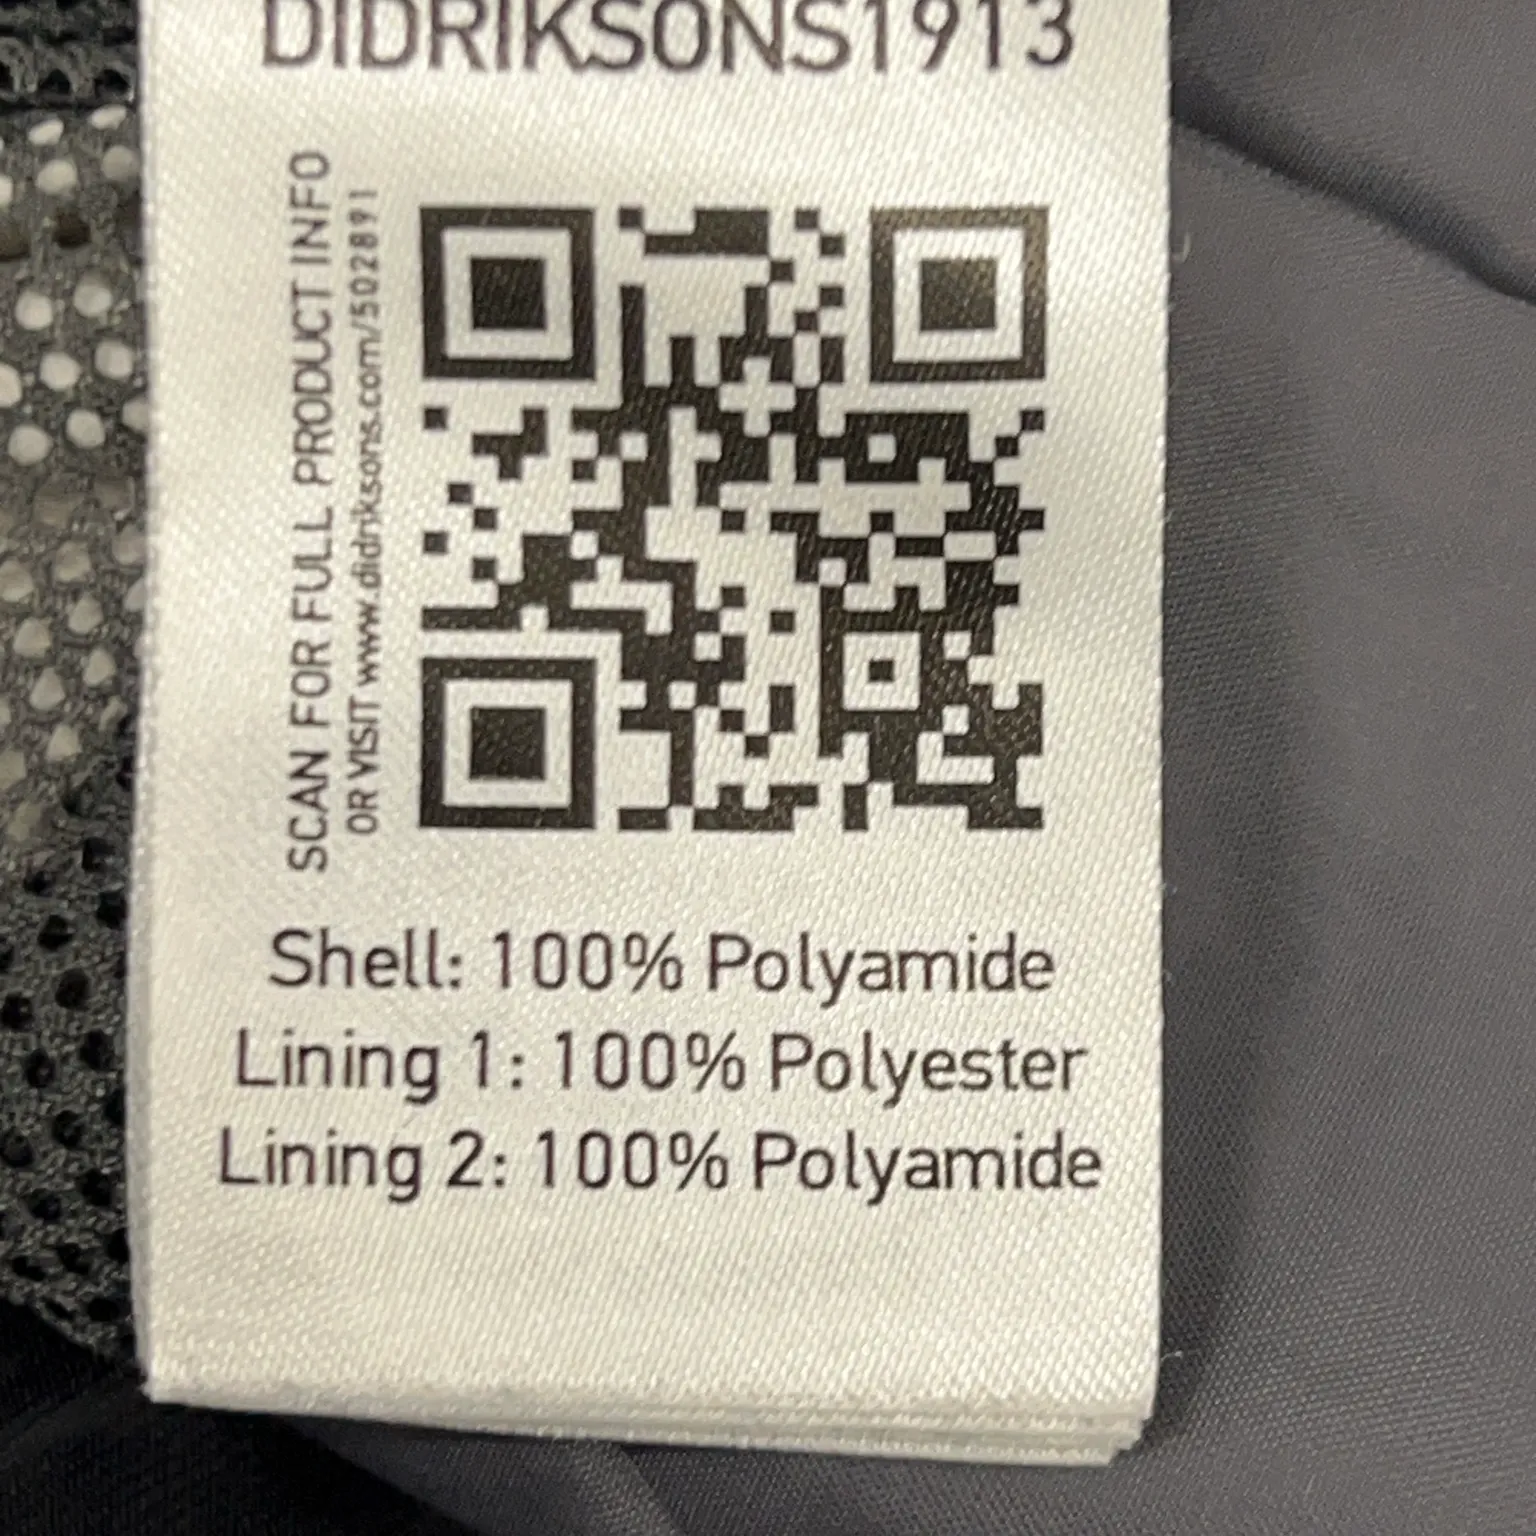 DIDRIKSONS1913
SCAN FOR FULL PRODUCT INFO
OR VISIT www.didriksons.com/502891
Shell: 100% Polyamide
Lining 1: 100% Polyester
Lining 2: 100% Polyamide